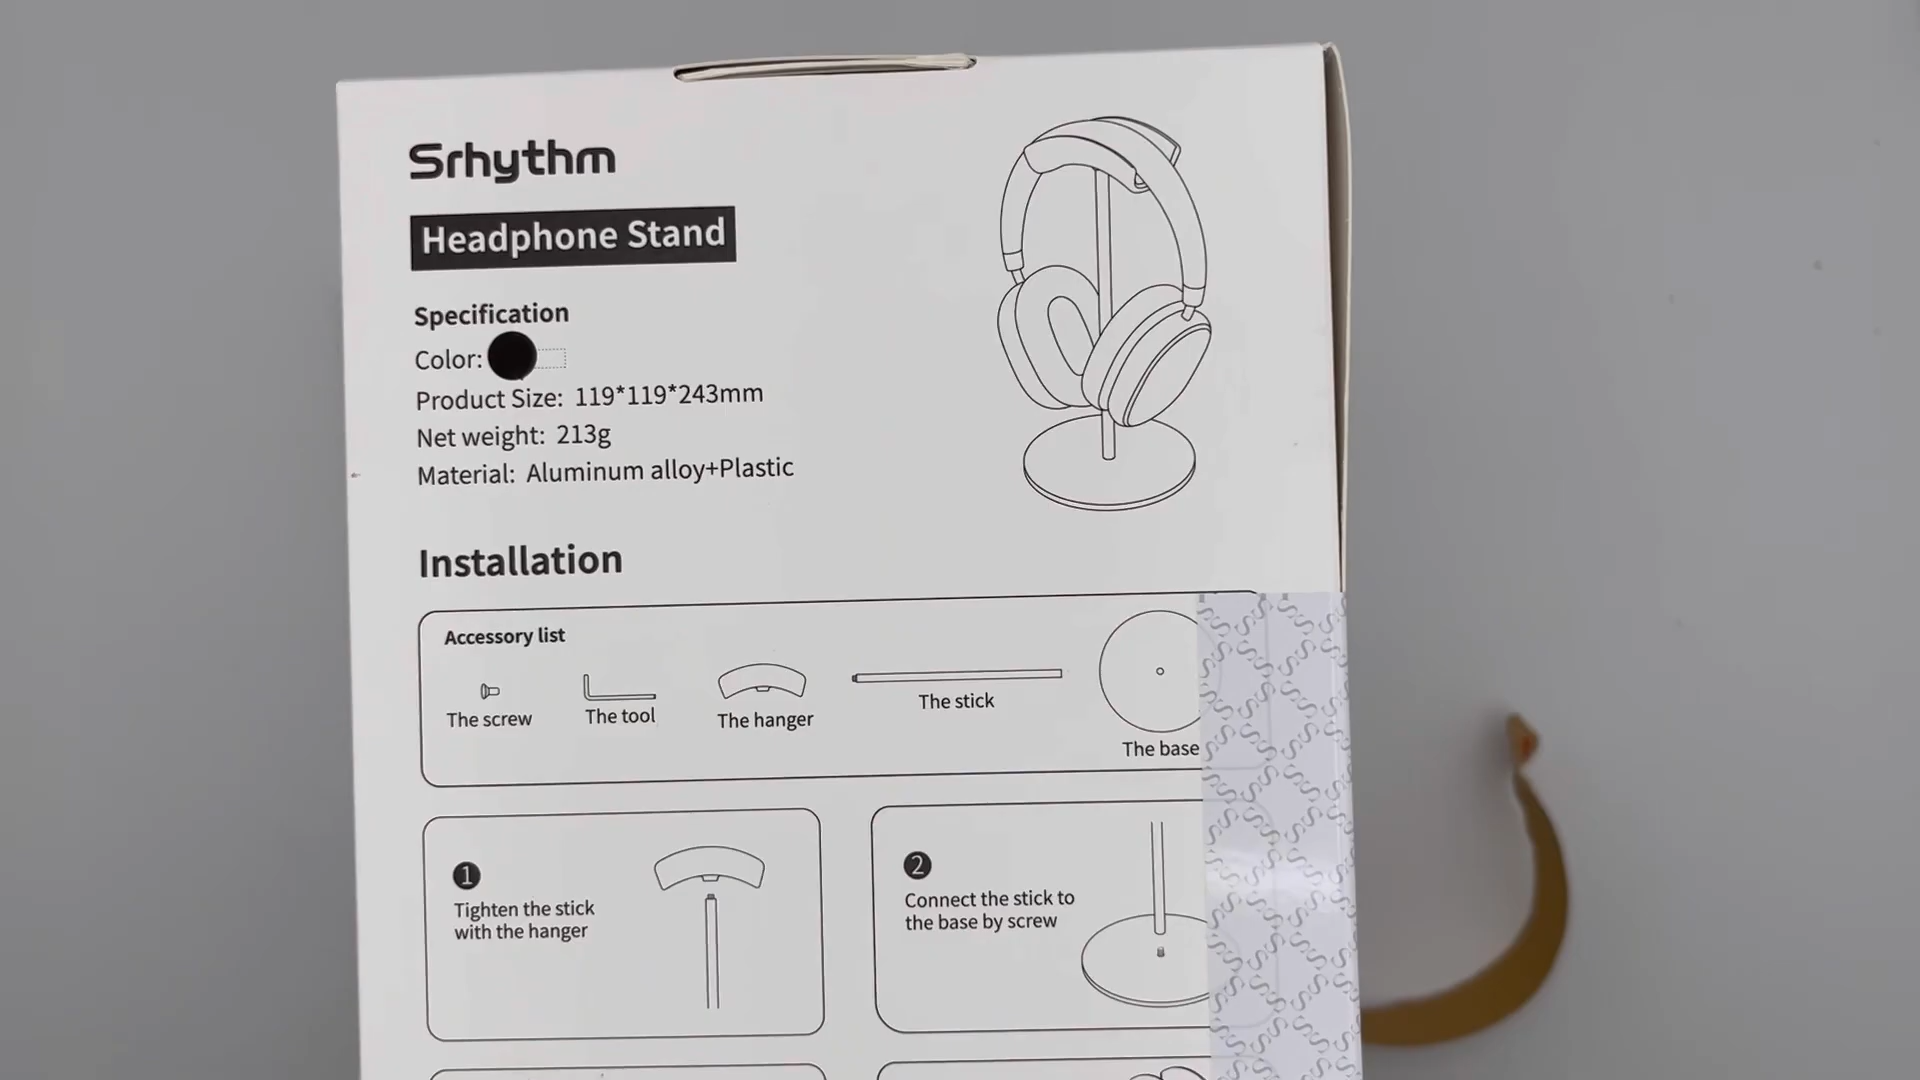 Srhythm
Headphone Stand
Specification
Color:
Product Size: 119*119*243mm
Net weight: 213g
Material: Aluminum alloy+Plastic
Installation
Accessory list
The screw
The tool
The hanger
The stick
The base
1
Tighten the stick
with the hanger
2
Connect the stick to
the base by screw